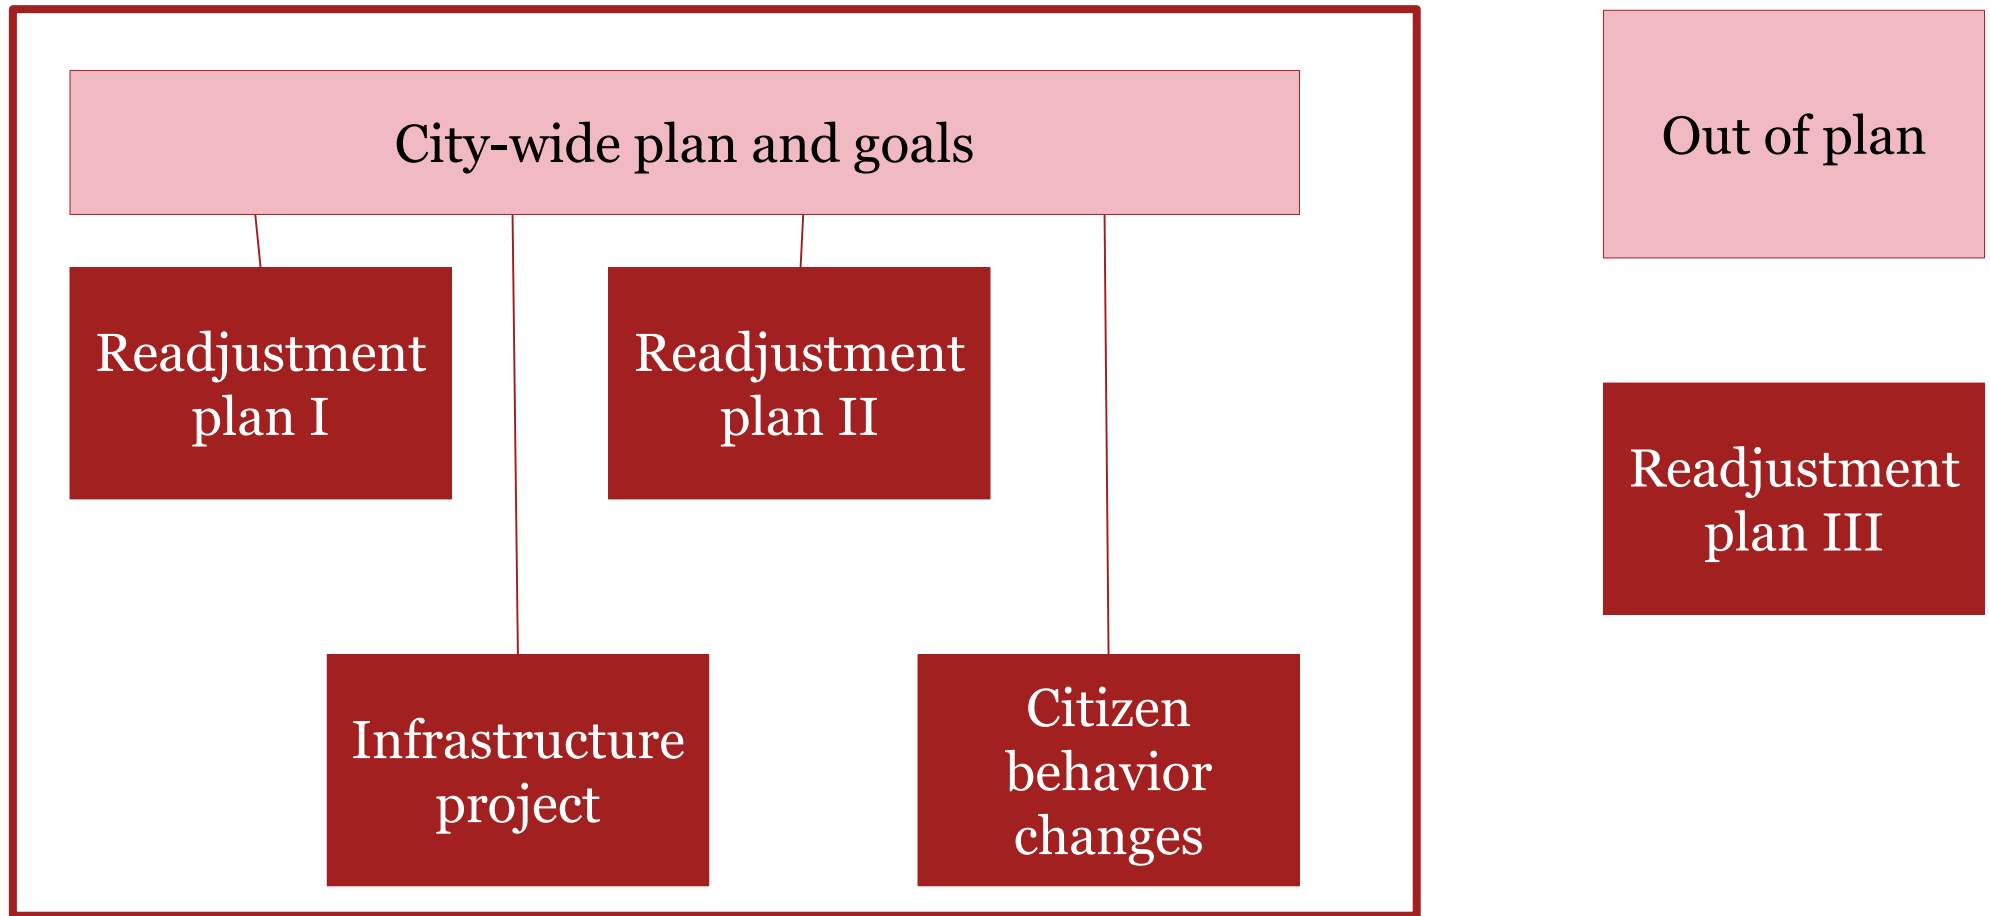 City-wide plan and goals
Out of plan
Readjustment
plan I
Readjustment
plan II
Readjustment
plan III
Infrastructure
project
Citizen
behavior
changes